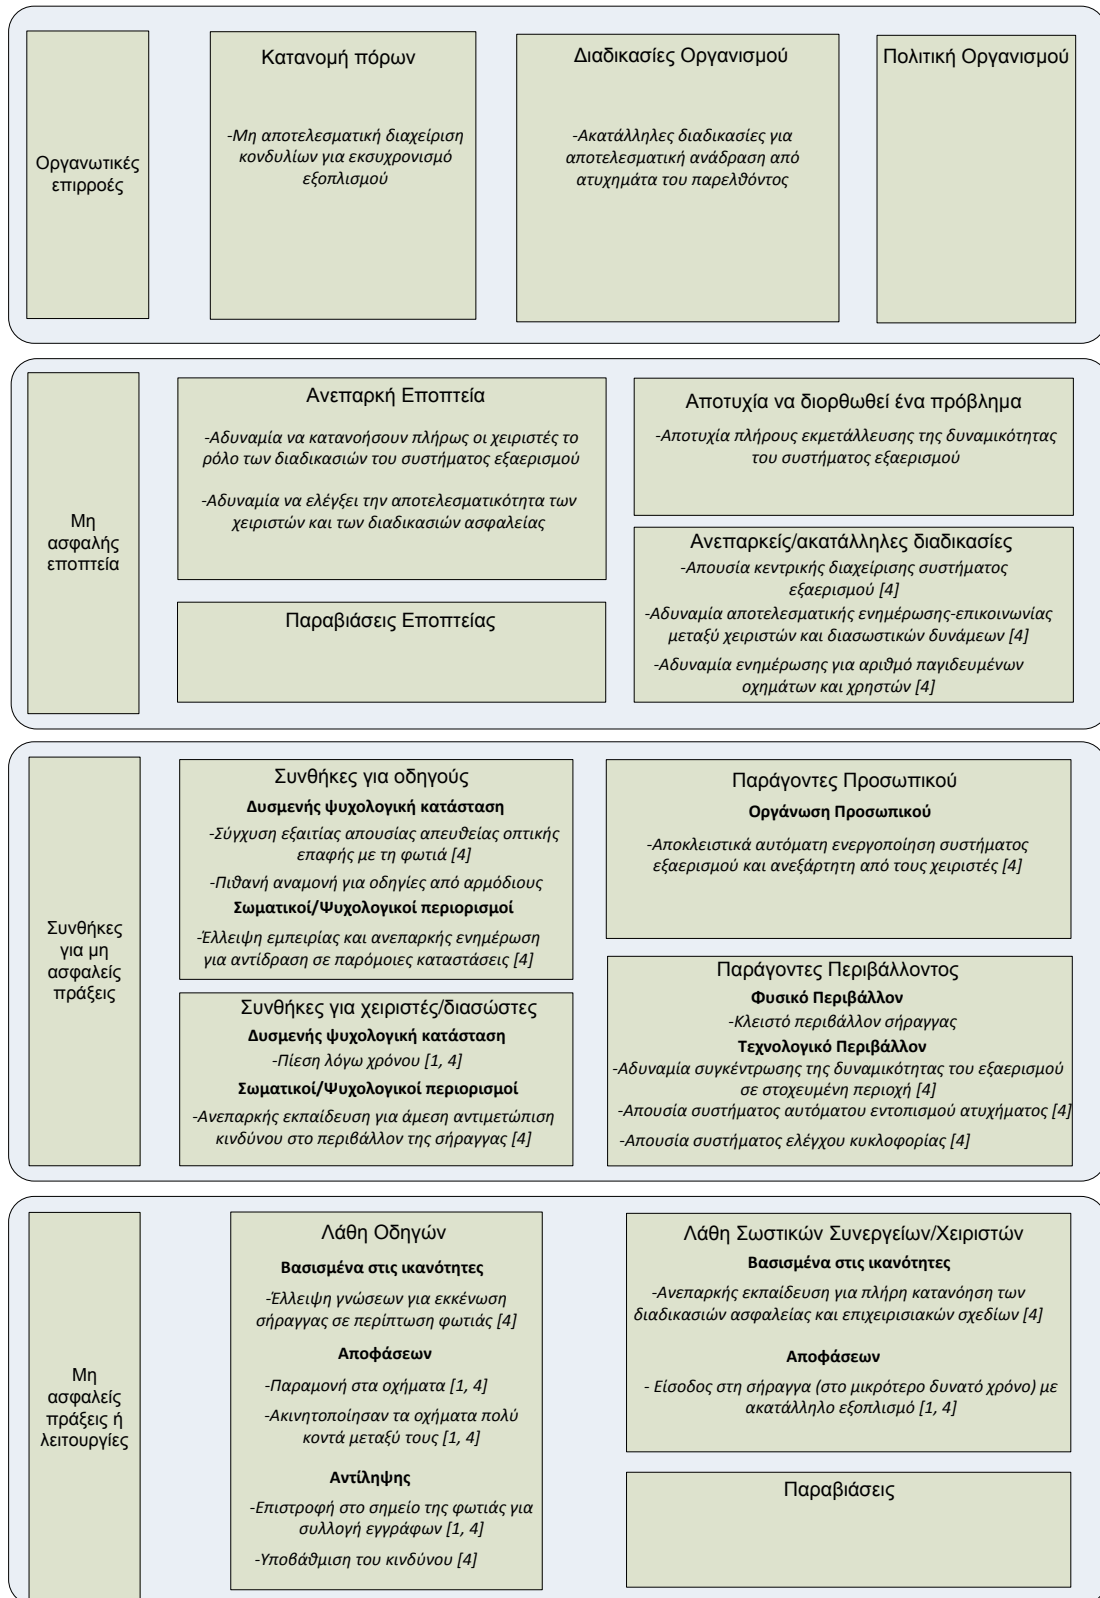 Οργανωτικές
επιρροές
Κατανομή πόρων
-Μη αποτελεσματική διαχείριση
κονδυλίων για εκσυχρονισμό
εξοπλισμού
Διαδικασίες Οργανισμού
-Ακατάλληλες διαδικασίες για
αποτελεσματική ανάδραση από
ατυχημάτα του παρελθόντος
Πολιτική Οργανισμού
Μη
ασφαλής
εποπτεία
Ανεπαρκή Εποπτεία
-Αδυναμία να κατανοήσουν πλήρως οι χειριστές το
ρόλο των διαδικασιών του συστήματος εξαερισμού
-Αδυναμία να ελέγξει την αποτελεσματικότητα των
χειριστών και των διαδικασιών ασφαλείας
Παραβιάσεις Εποπτείας
Αποτυχία να διορθωθεί ένα πρόβλημα
-Αποτυχία πλήρους εκμετάλλευσης της δυναμικότητας
του συστήματος εξαερισμού
Ανεπαρκείς/ακατάλληλες διαδικασίες
-Απουσία κεντρικής διαχείρισης συστήματος
εξαερισμού [4]
-Αδυναμία αποτελεσματικής ενημέρωσης-επικοινωνίας
μεταξύ χειριστών και διασωστικών δυνάμεων [4]
-Αδυναμία ενημέρωσης για αριθμό παγιδευμένων
οχημάτων και χρηστών [4]
Συνθήκες
για μη
ασφαλείς
πράξεις
Συνθήκες για οδηγούς
Δυσμενής ψυχολογική κατάσταση
-Σύγχυση εξαιτίας απουσίας απευθείας οπτικής
επαφής με τη φωτιά [4]
-Πιθανή αναμονή για οδηγίες από αρμόδιους
Σωματικοί/Ψυχολογικοί περιορισμοί
-Έλλειψη εμπειρίας και ανεπαρκής ενημέρωση
για αντίδραση σε παρόμοιες καταστάσεις [4]
Συνθήκες για χειριστές/διασώστες
Δυσμενής ψυχολογική κατάσταση
-Πίεση λόγω χρόνου [1, 4]
Σωματικοί/Ψυχολογικοί περιορισμοί
-Ανεπαρκής εκπαίδευση για άμεση αντιμετώπιση
κινδύνου στο περιβάλλον της σήραγγας [4]
Παράγοντες Προσωπικού
Οργάνωση Προσωπικού
-Αποκλειστικά αυτόματη ενεργοποίηση συστήματος
εξαερισμού και ανεξάρτητη από τους χειριστές [4]
Παράγοντες Περιβάλλοντος
Φυσικό Περιβάλλον
-Κλειστό περιβάλλον σήραγγας
Τεχνολογικό Περιβάλλον
-Αδυναμία συγκέντρωσης της δυναμικότητας του εξαερισμού
σε στοχευμένη περιοχή [4]
-Απουσία συστήματος αυτόματου εντοπισμού ατυχήματος [4]
-Απουσία συστήματος ελέγχου κυκλοφορίας [4]
Μη
ασφαλείς
πράξεις ή
λειτουργίες
Λάθη Οδηγών
Βασισμένα στις ικανότητες
-Έλλειψη γνώσεων για εκκένωση
σήραγγας σε περίπτωση φωτιάς [4]
Αποφάσεων
-Παραμονή στα οχήματα [1, 4]
-Ακινητοποίησαν τα οχήματα πολύ
κοντά μεταξύ τους [1, 4]
Αντίληψης
-Επιστροφή στο σημείο της φωτιάς για
συλλογή εγγράφων [1, 4]
-Υποβάθμιση του κινδύνου [4]
Λάθη Σωστικών Συνεργείων/Χειριστών
Βασισμένα στις ικανότητες
-Ανεπαρκής εκπαίδευση για πλήρη κατανόηση των
διαδικασιών ασφαλείας και επιχειρισιακών σχεδίων [4]
Αποφάσεων
- Είσοδος στη σήραγγα (στο μικρότερο δυνατό χρόνο) με
ακατάλληλο εξοπλισμό [1, 4]
Παραβιάσεις